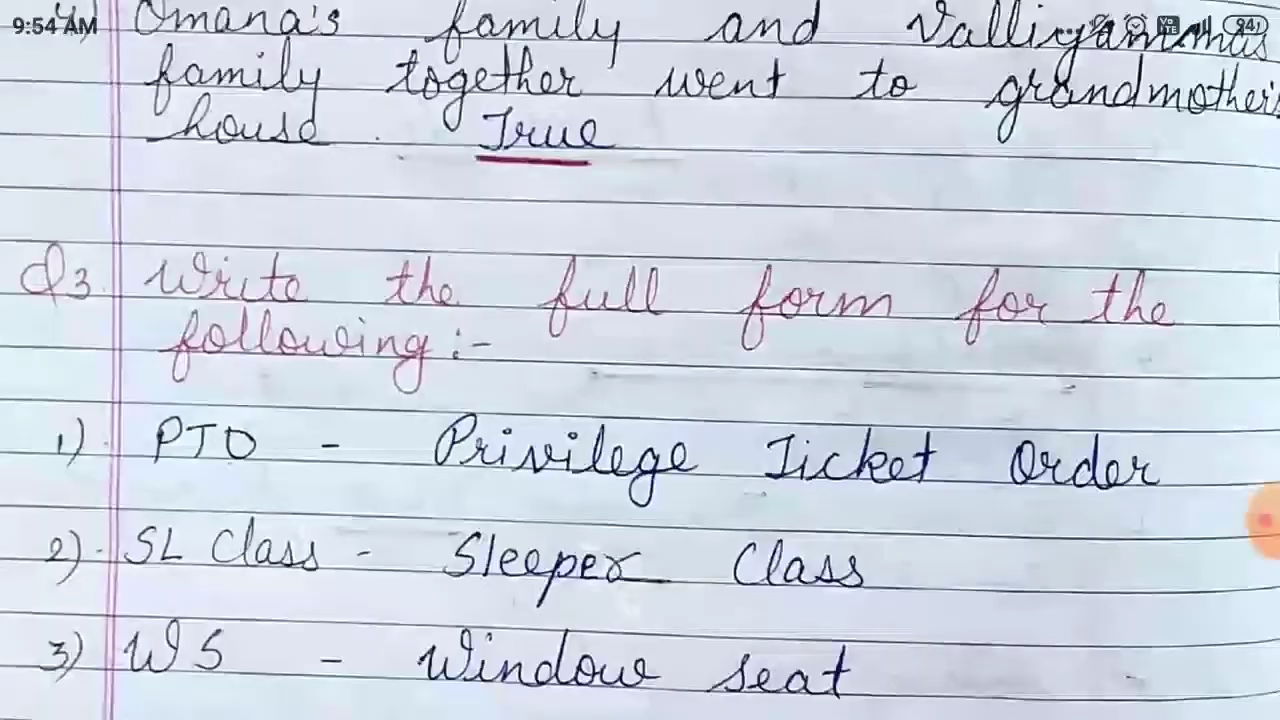 9:54 AM
4) Omana's family and Valliyamma's
family together went to grandmother's
house. True
Q3. Write the full form for the
following :-
1). PTO - Privilege Ticket Order
2). SL Class - Sleeper Class
3) WS - Window seat